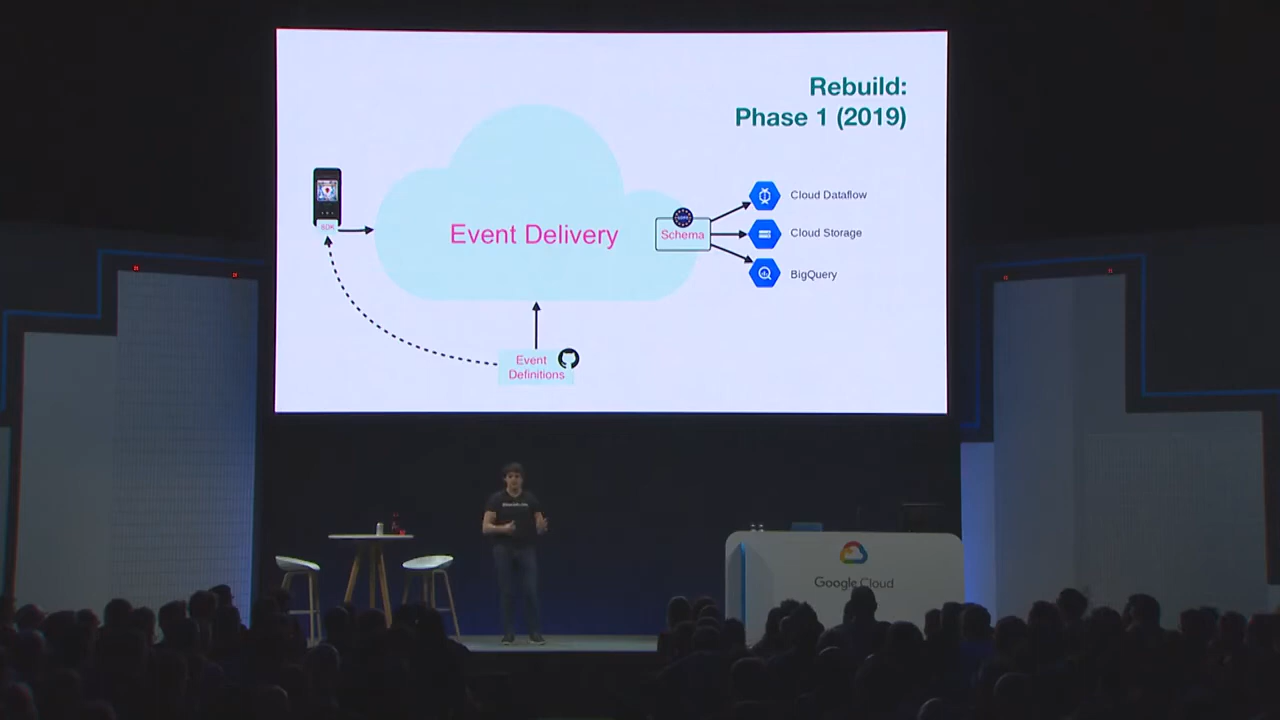 Rebuild:
Phase 1 (2019)
SDK
Event Delivery
Schema
Cloud Dataflow
Cloud Storage
BigQuery
Event
Definitions
Google Cloud